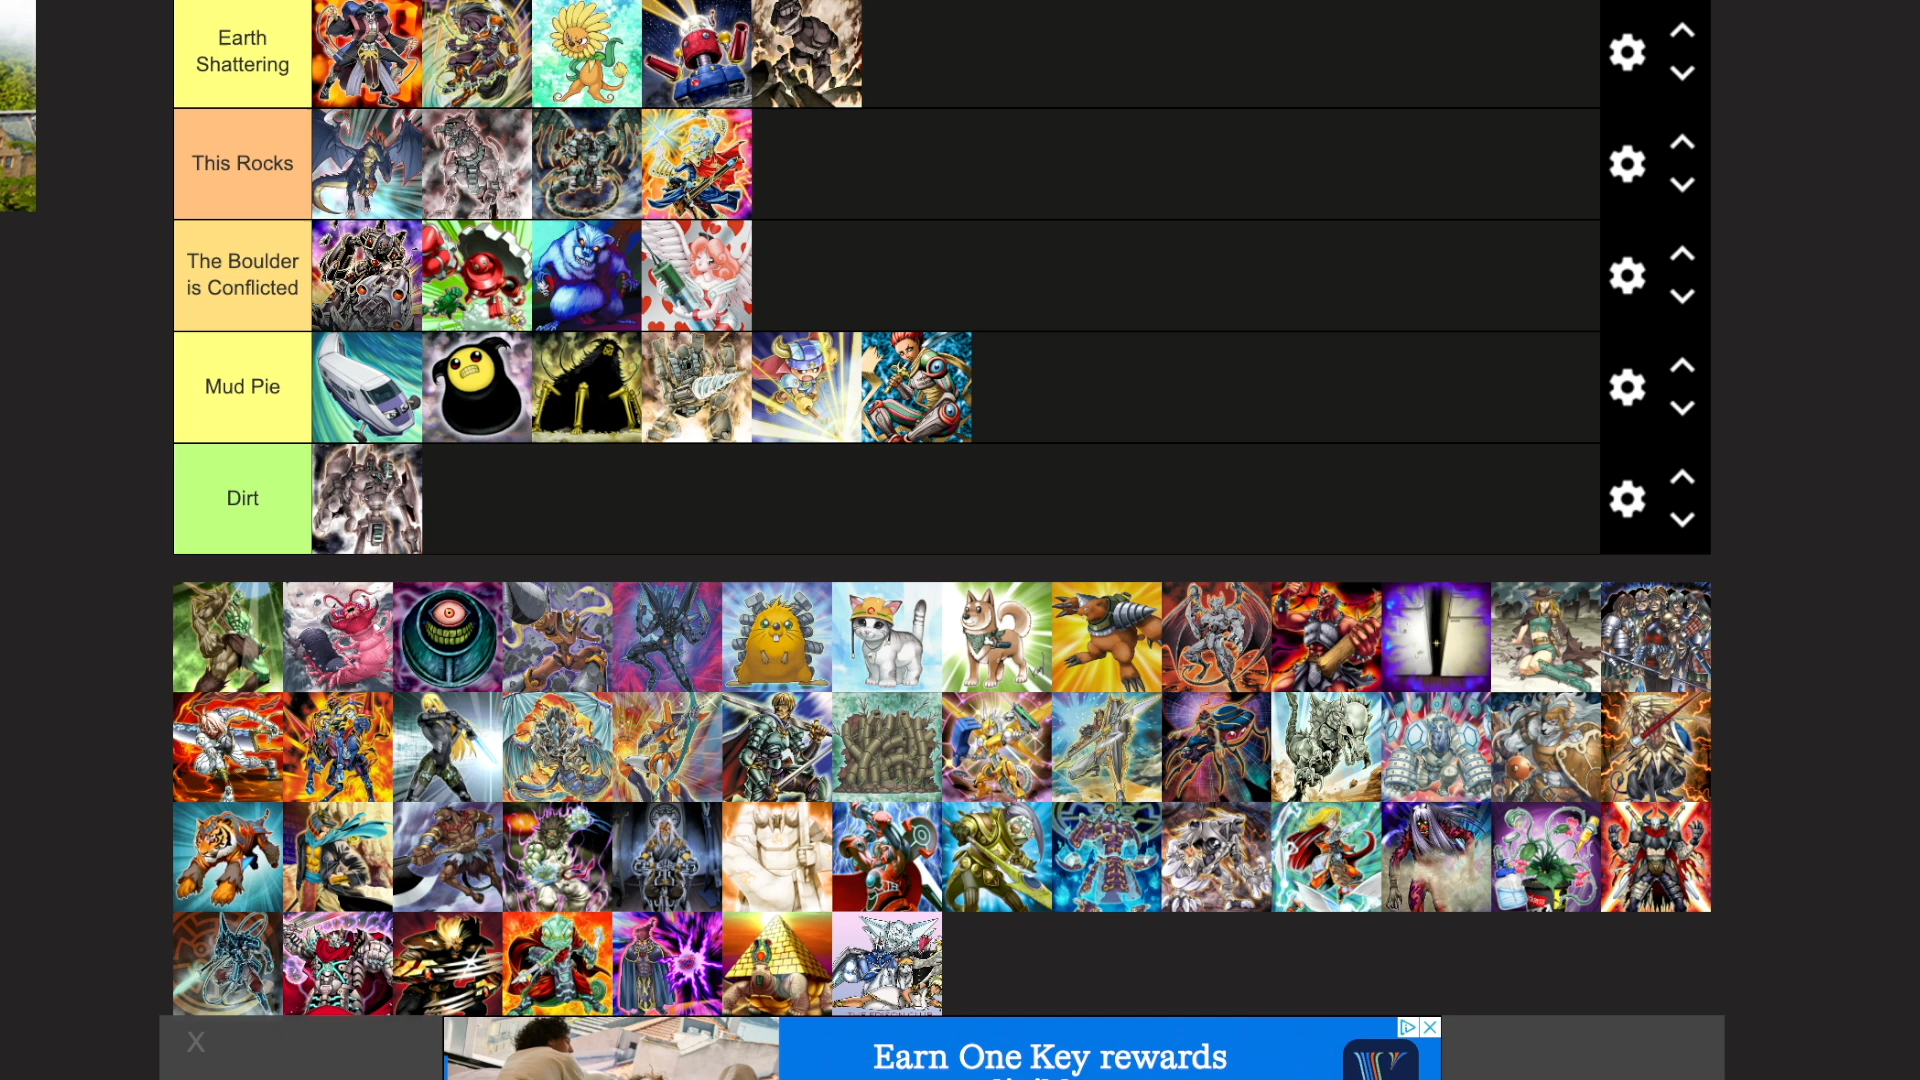 Earth
Shattering
This Rocks
The Boulder
is Conflicted
Mud Pie
Dirt
X
Earn One Key rewards